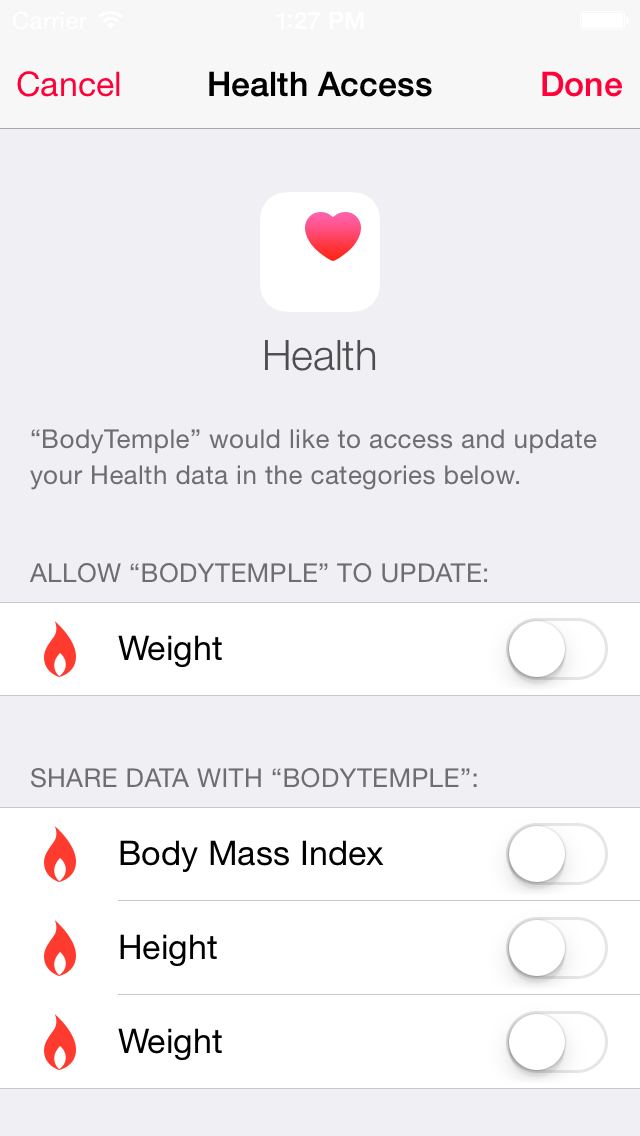 Carrier 1:27 PM
Cancel Health Access Done
Health
“BodyTemple” would like to access and update
your Health data in the categories below.
ALLOW “BODYTEMPLE” TO UPDATE:
Weight
SHARE DATA WITH “BODYTEMPLE”:
Body Mass Index
Height
Weight